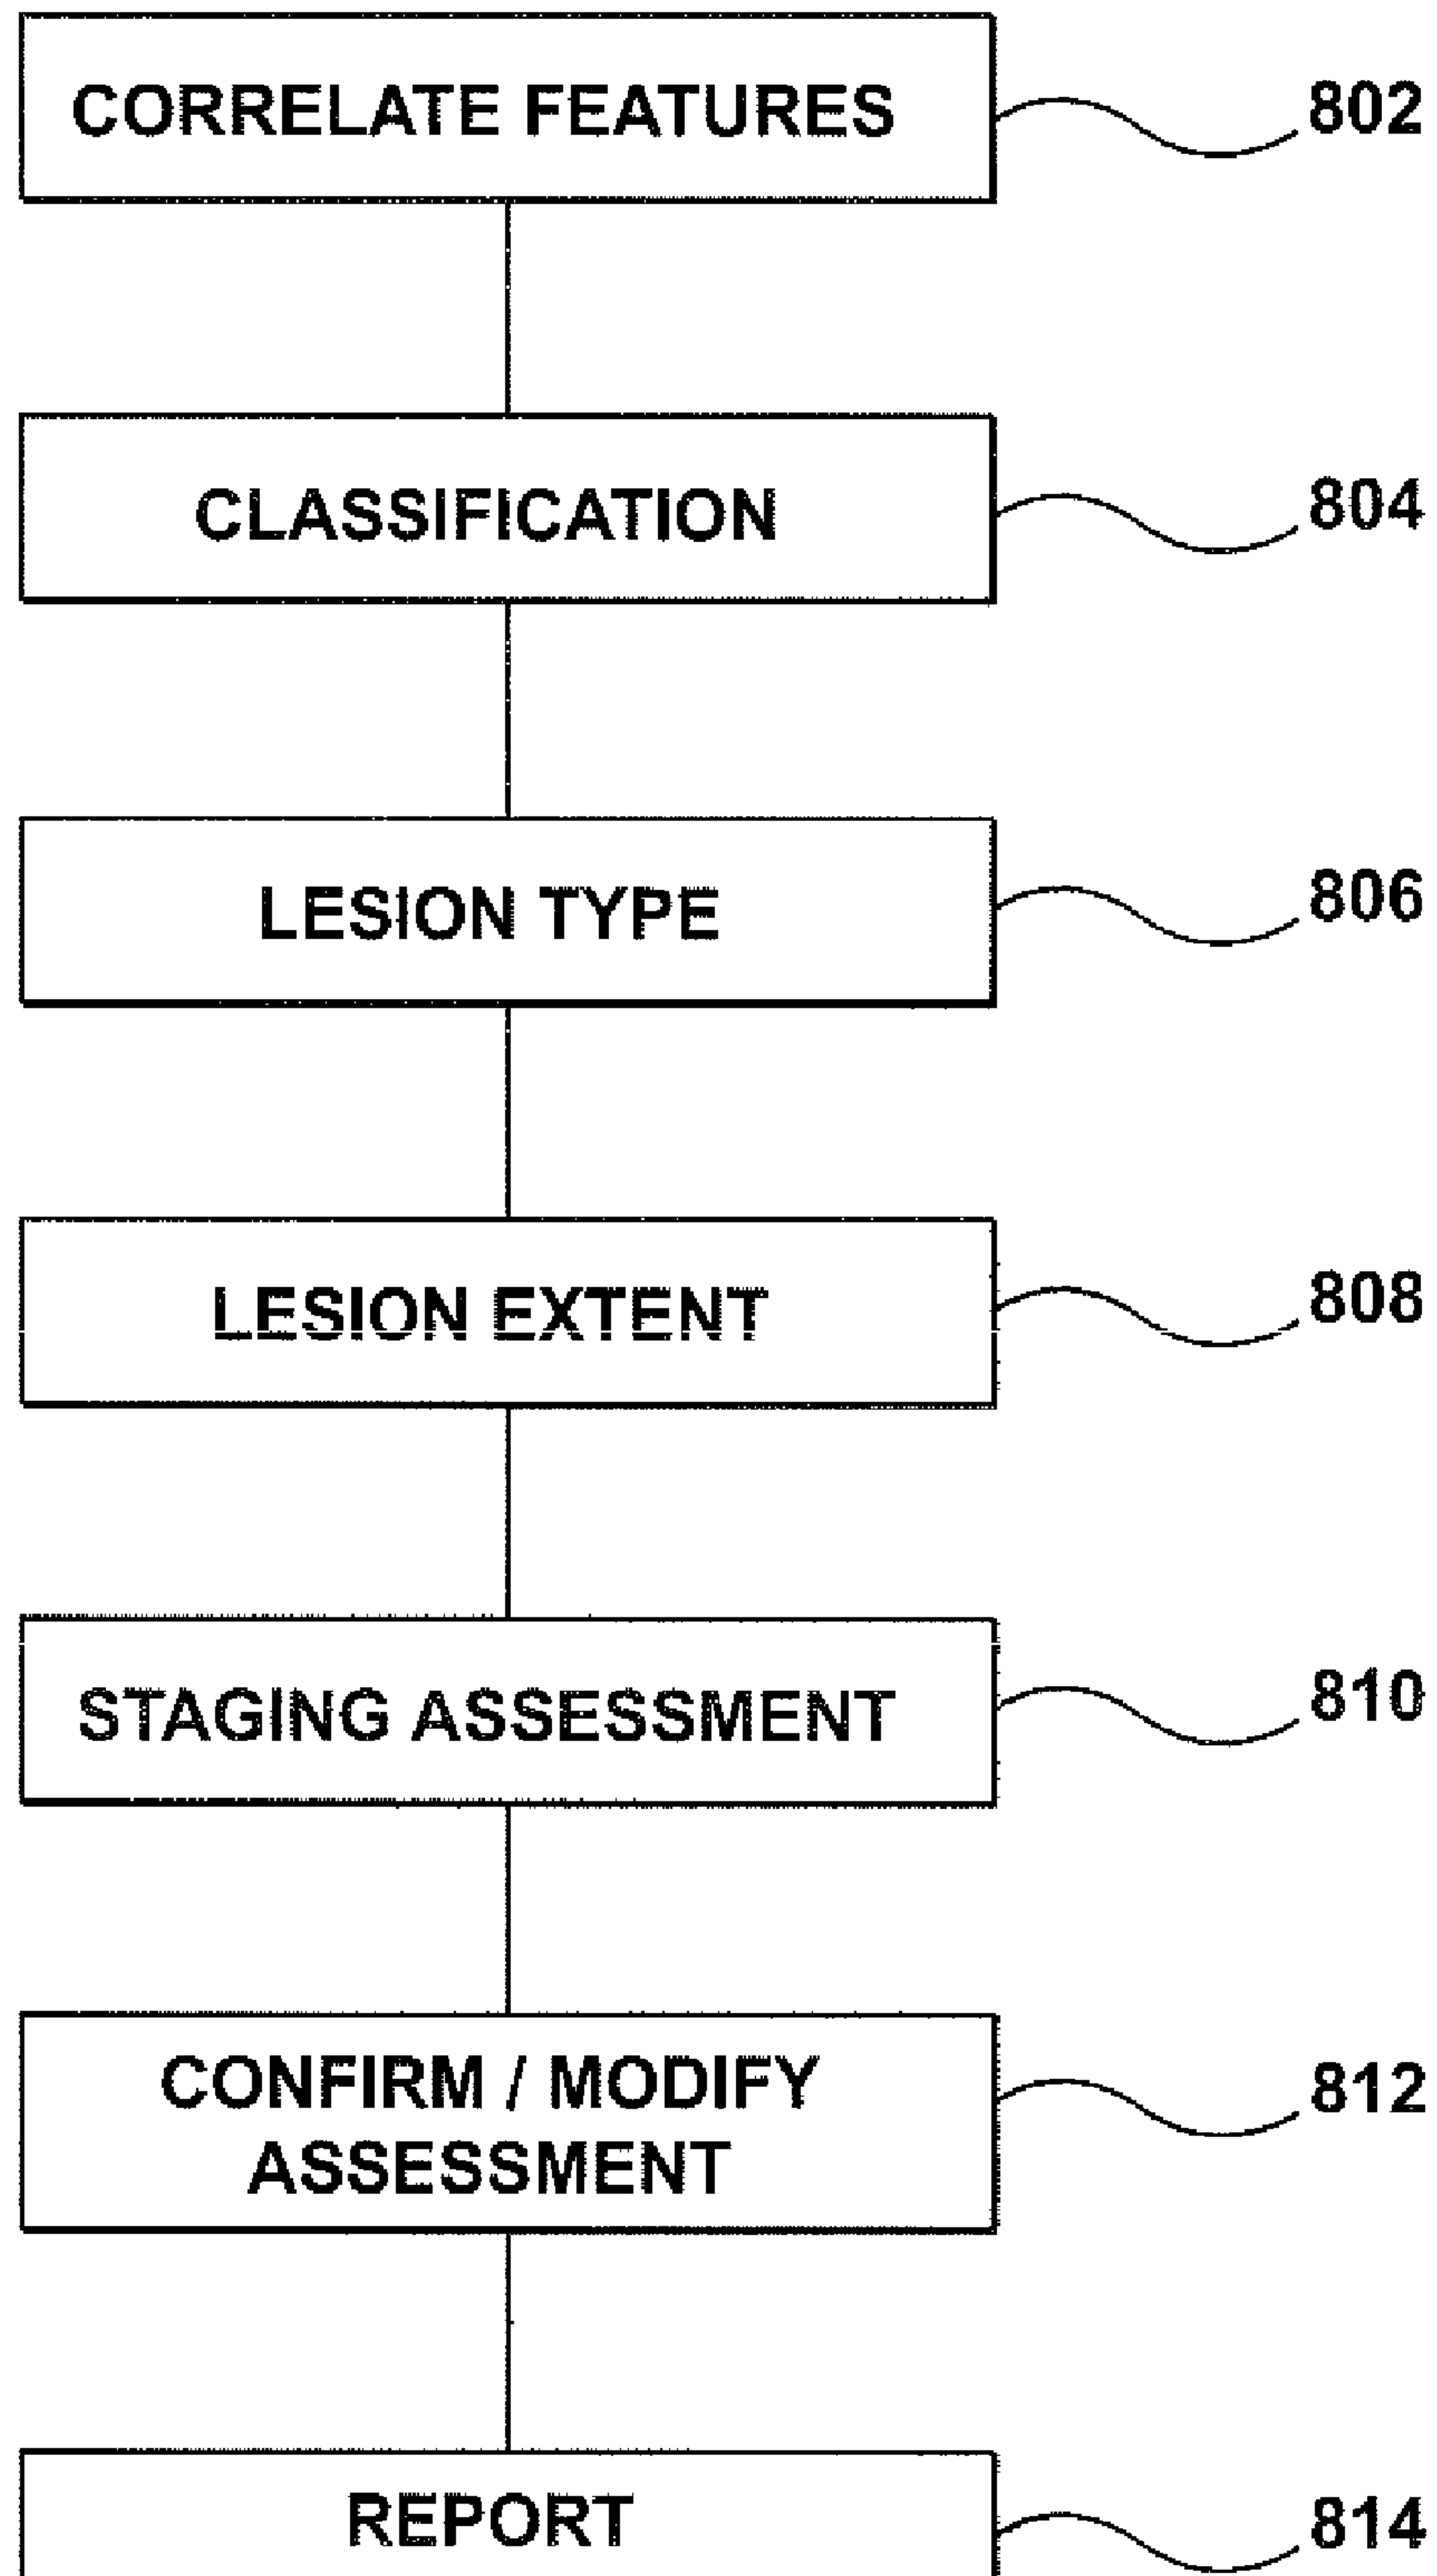 CORRELATE FEATURES 802
CLASSIFICATION 804
LESION TYPE 806
LESION EXTENT 808
STAGING ASSESSMENT 810
CONFIRM / MODIFY
ASSESSMENT 812
REPORT 814